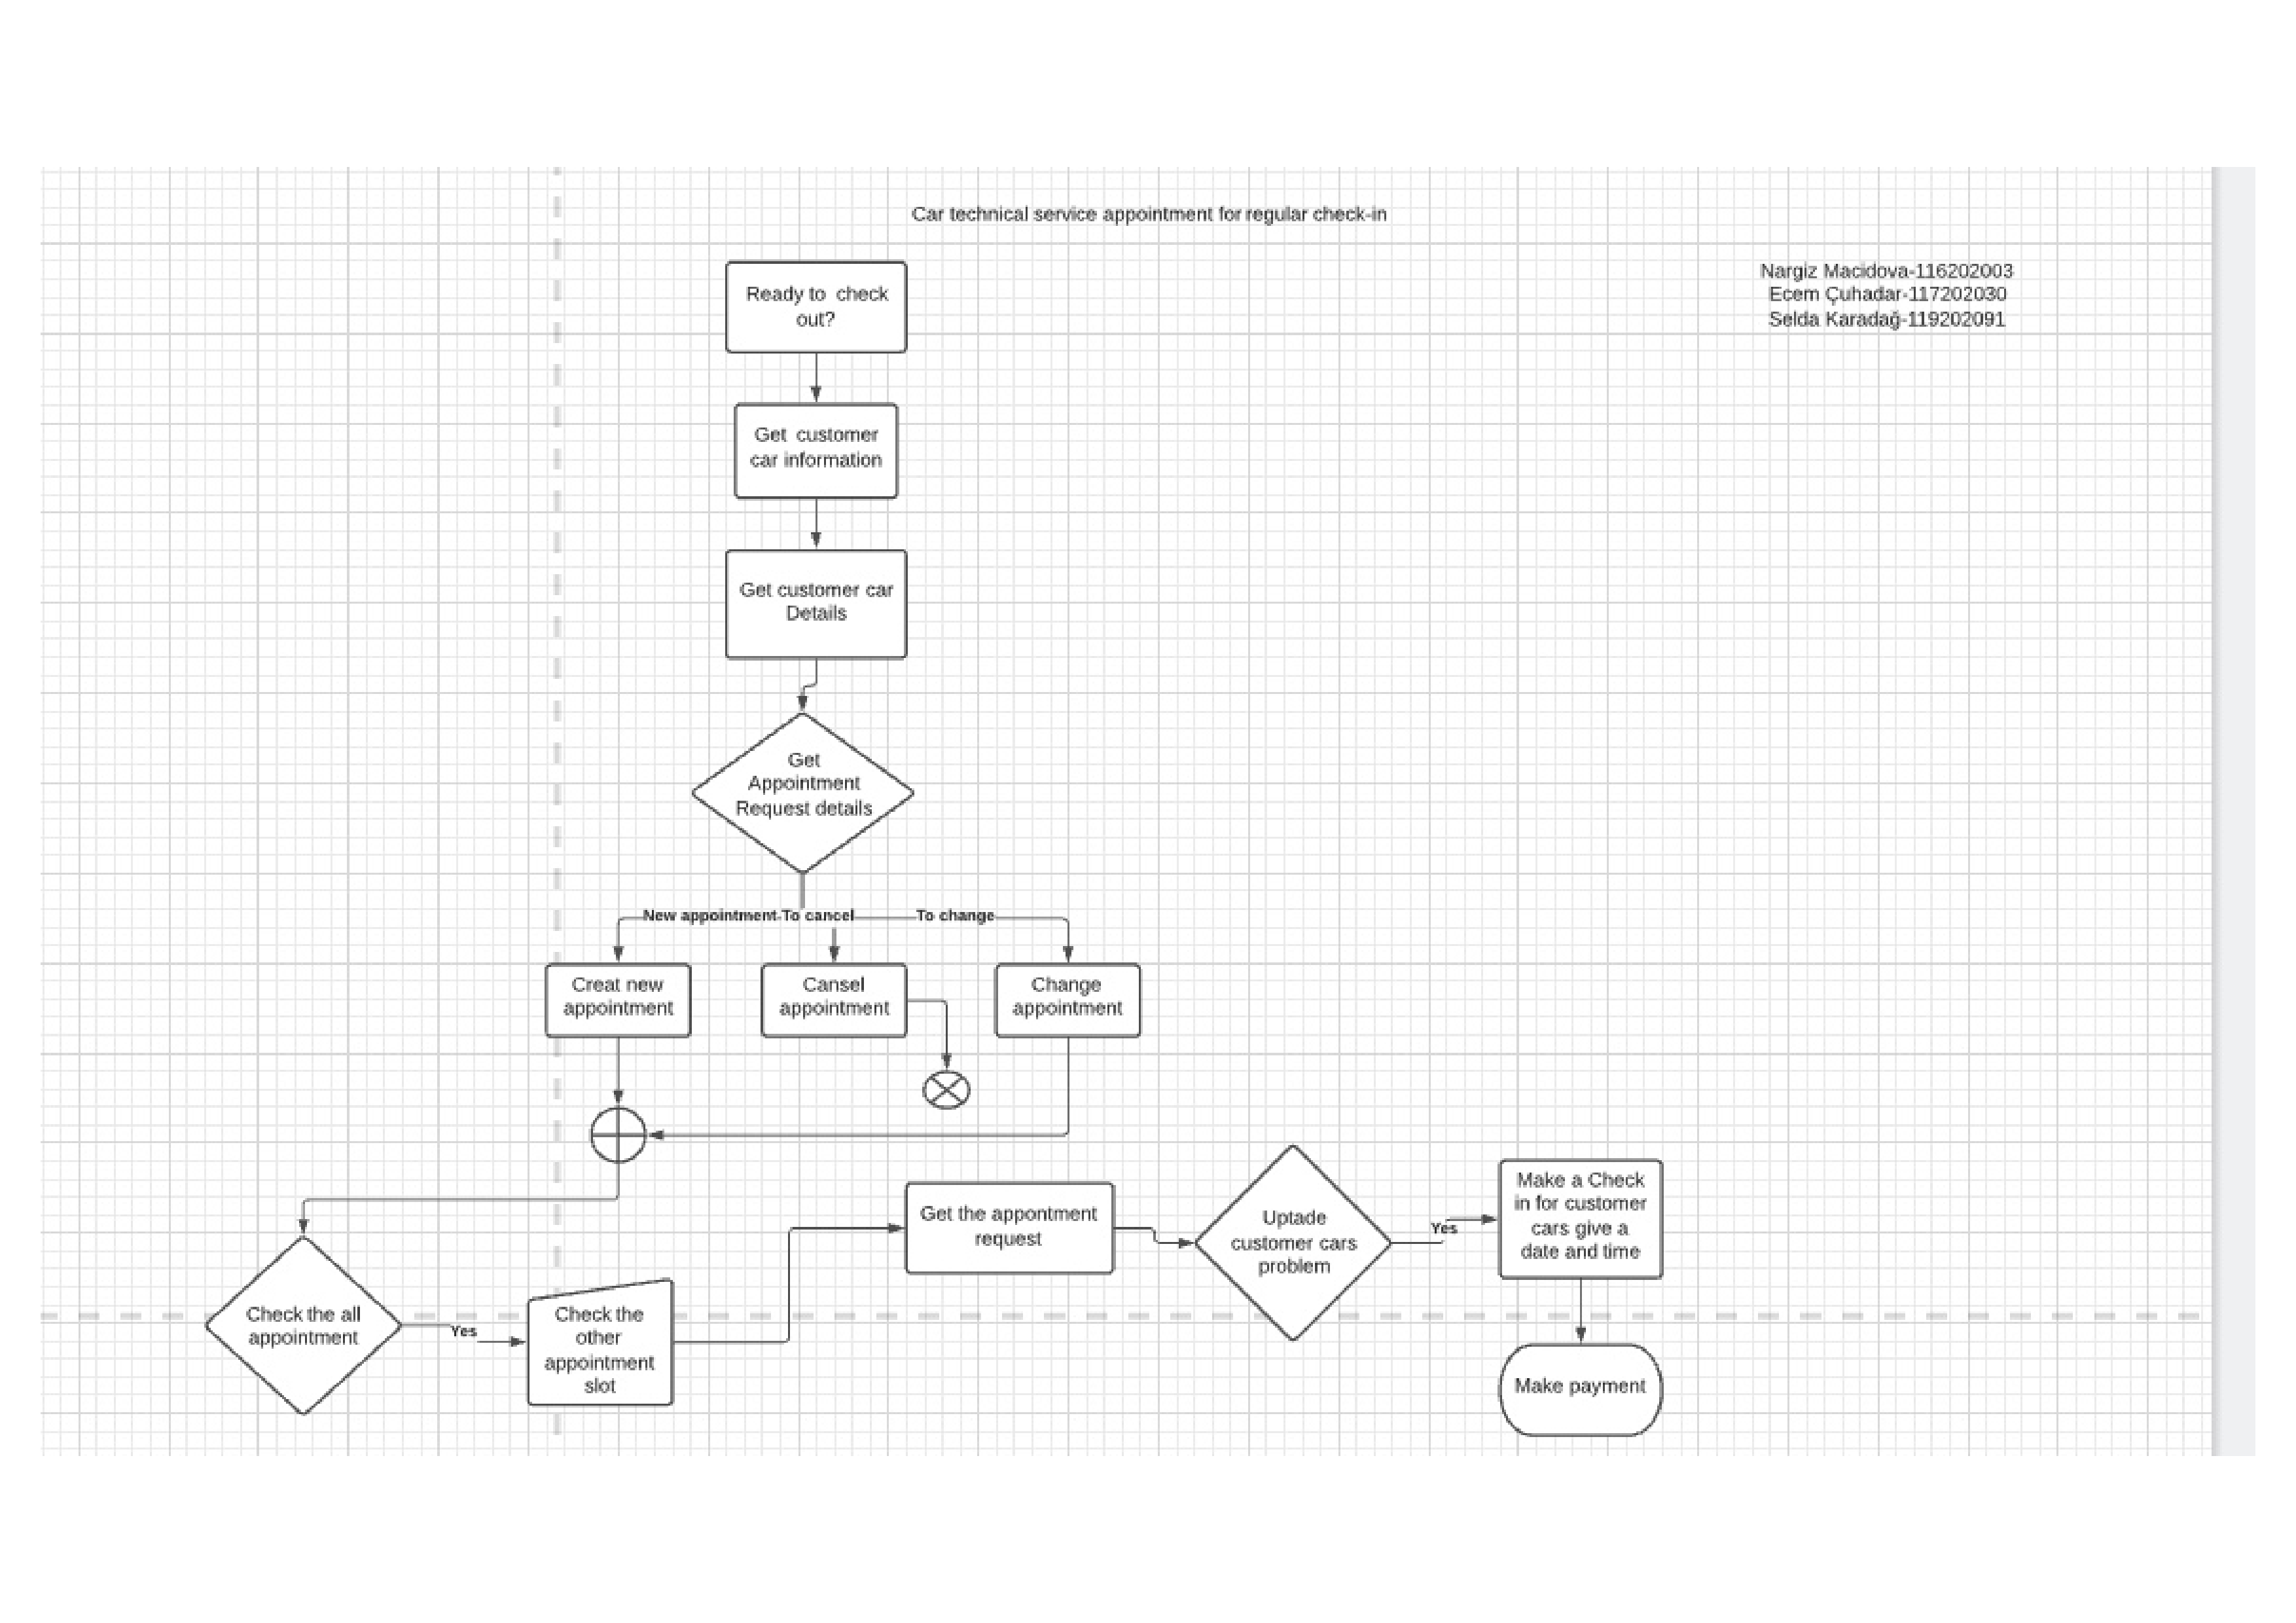 Car technical service appointment for regular check-in
Nargiz Macidova-116202003
Ecem Çuhadar-117202030
Selda Karadağ-119202091
Ready to check
out?
Get customer
car information
Get customer car
Details
Get
Appointment
Request details
New appointment
To cancel
To change
Creat new
appointment
Cansel
appointment
Change
appointment
Check the all
appointment
Yes
Check the
other
appointment
slot
Get the appontment
request
Uptade
customer cars
problem
Yes
Make a Check
in for customer
cars give a
date and time
Make payment